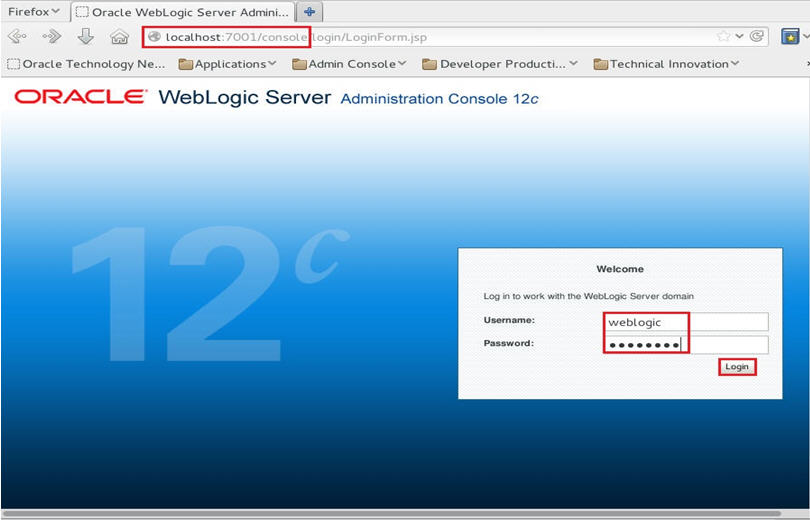 Firefox
Oracle WebLogic Server Admini...
localhost:7001/console/login/LoginForm.jsp
Oracle Technology Ne... Applications Admin Console Developer Producti... Technical Innovation
ORACLE WebLogic Server Administration Console 12c
12c
Welcome
Log in to work with the WebLogic Server domain
Username: weblogic
Password: ●●●●●●●●
Login